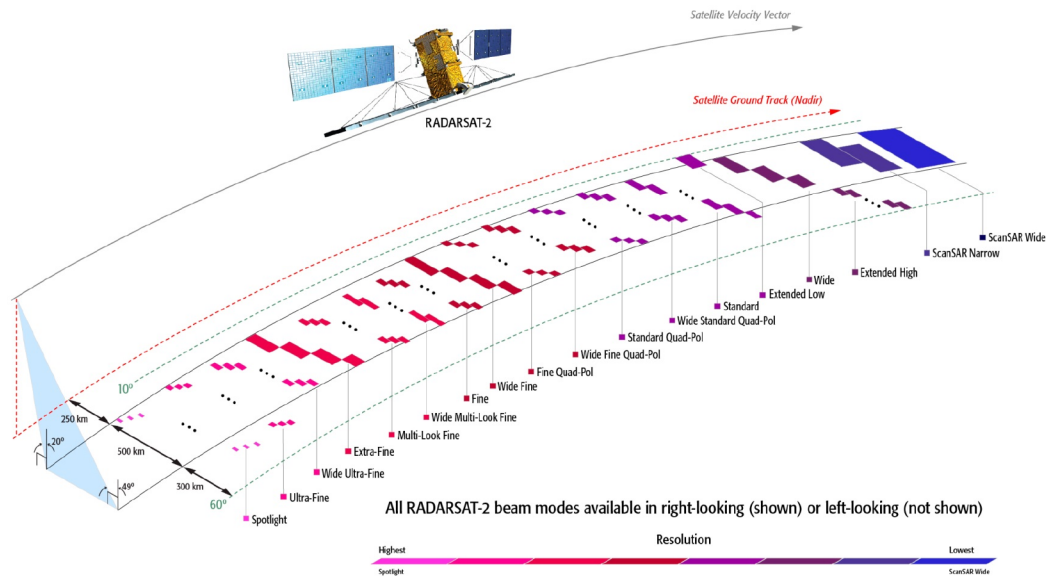 Satellite Velocity Vector
RADARSAT-2
Satellite Ground Track (Nadir)
ScanSAR Wide
ScanSAR Narrow
Extended High
Wide
Extended Low
Standard
Wide Standard Quad-Pol
Standard Quad-Pol
Wide Fine Quad-Pol
Fine Quad-Pol
Wide Fine
Fine
Wide Multi-Look Fine
Multi-Look Fine
Extra-Fine
Wide Ultra-Fine
Ultra-Fine
Spotlight
10°
250 km
20°
500 km
300 km
49°
60°
All RADARSAT-2 beam modes available in right-looking (shown) or left-looking (not shown)
Resolution
Highest
Lowest
Spotlight
ScanSAR Wide